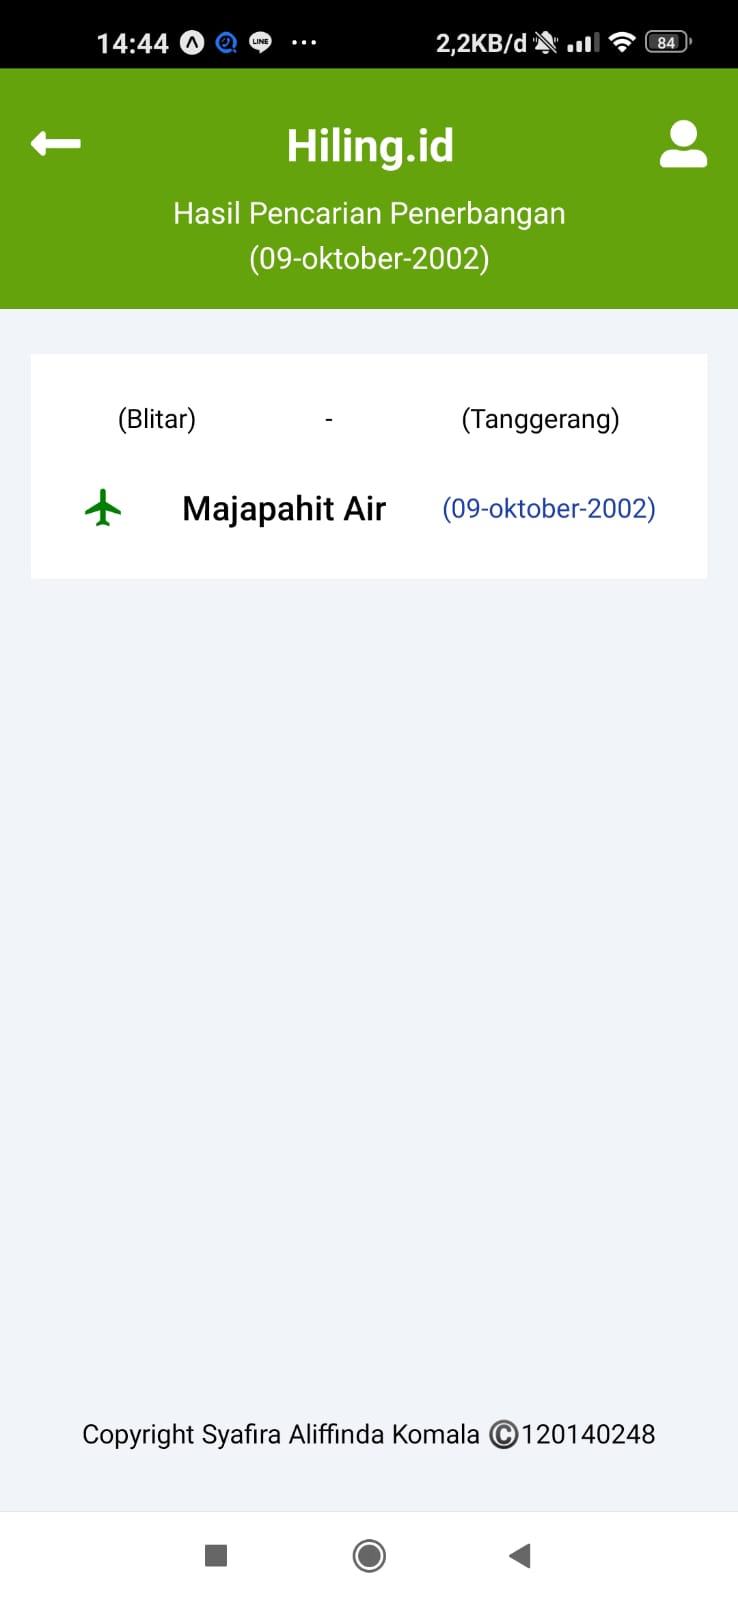 14:44 LINE ... 2,2KB/d 84
Hiling.id
Hasil Pencarian Penerbangan
(09-oktober-2002)
(Blitar) - (Tanggerang)
Majapahit Air (09-oktober-2002)
Copyright Syafira Aliffinda Komala ©120140248